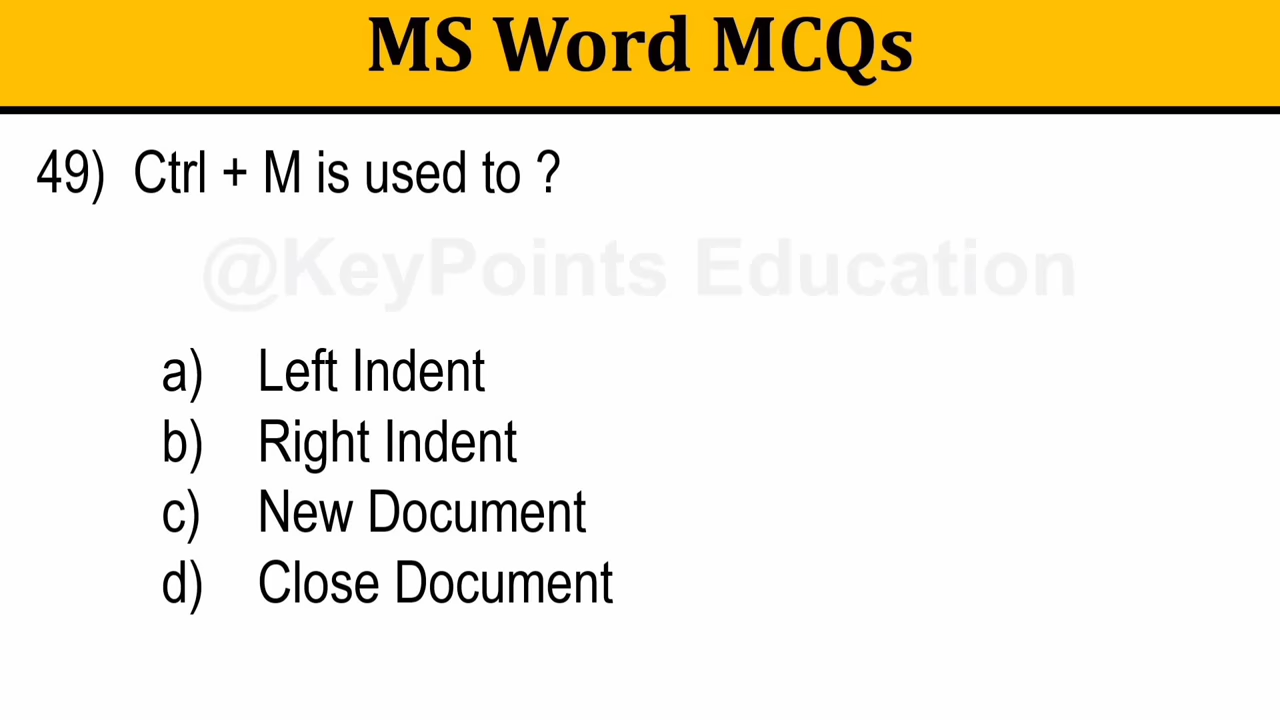 MS Word MCQs
49) Ctrl + M is used to ?
@KeyPoints Education
a) Left Indent
b) Right Indent
c) New Document
d) Close Document